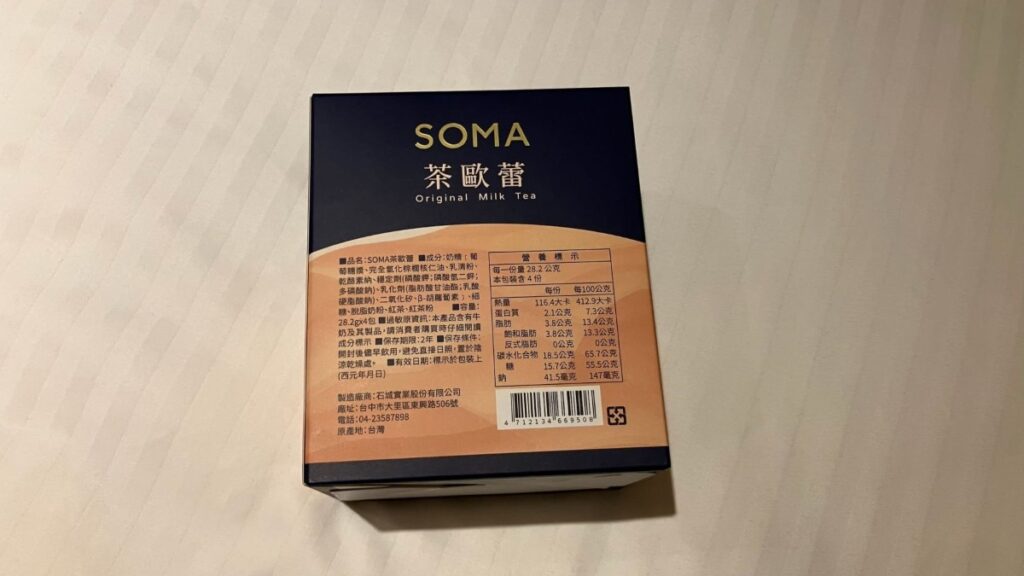 SOMA
茶歐蕾
Original Milk Tea
■品名:SOMA茶歐蕾 ■成分:奶精﹝葡
萄糖漿、完全氫化棕櫚核仁油、乳清粉、
乾酪素鈉、穩定劑(磷酸鉀;磷酸氫二鉀;
多磷酸鈉)、乳化劑(脂肪酸甘油酯;乳酸
硬脂酸鈉)、二氧化矽、β-胡蘿蔔素﹞、細
糖、脫脂奶粉、紅茶、紅茶粉 ■容量:
28.2gx4包 ■過敏原資訊:本產品含有牛
奶及其製品,請消費者購買時仔細閱讀
成分標示 ■保存期限:2年 ■保存條件:
開封後儘早飲用,避免直接日照,置於陰
涼乾燥處。 ■有效日期:標示於包裝上
(西元年月日)
製造廠商:石城實業股份有限公司
廠址:台中市大里區東興路506號
電話:04-23587898
原產地:台灣
營養標示
每一份量 28.2 公克
本包裝含 4 份
每份 每100公克
熱量 116.4大卡 412.9大卡
蛋白質 2.1公克 7.3公克
脂肪 3.8公克 13.4公克
飽和脂肪 3.8公克 13.3公克
反式脂肪 0公克 0公克
碳水化合物 18.5公克 65.7公克
糖 15.7公克 55.5公克
鈉 41.5毫克 147毫克
4 712134 669508